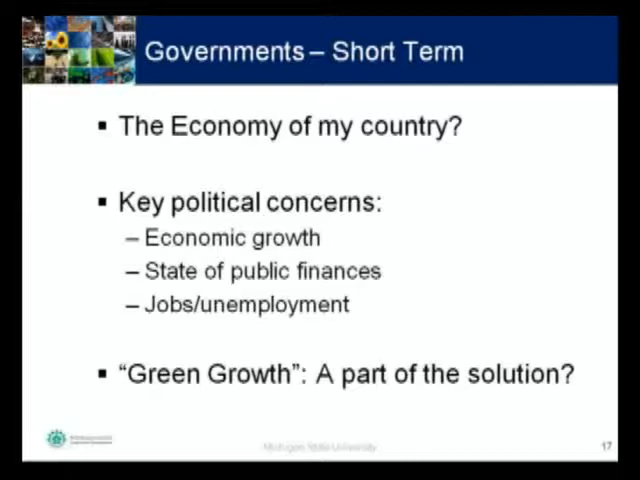 Governments – Short Term
▪ The Economy of my country?
▪ Key political concerns:
– Economic growth
– State of public finances
– Jobs/unemployment
▪ “Green Growth”: A part of the solution?
Michigan State University
17